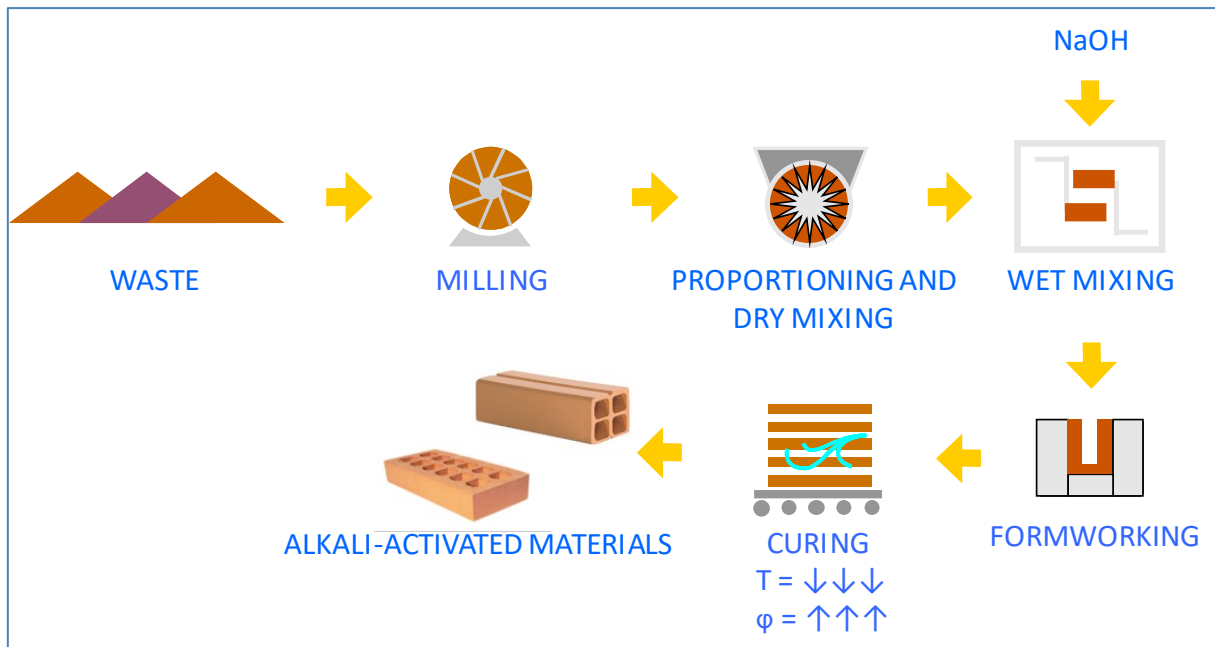 NaOH
WASTE
MILLING
PROPORTIONING AND
DRY MIXING
WET MIXING
FORMWORKING
CURING
T = ↓↓↓
φ = ↑↑↑
ALKALI-ACTIVATED MATERIALS